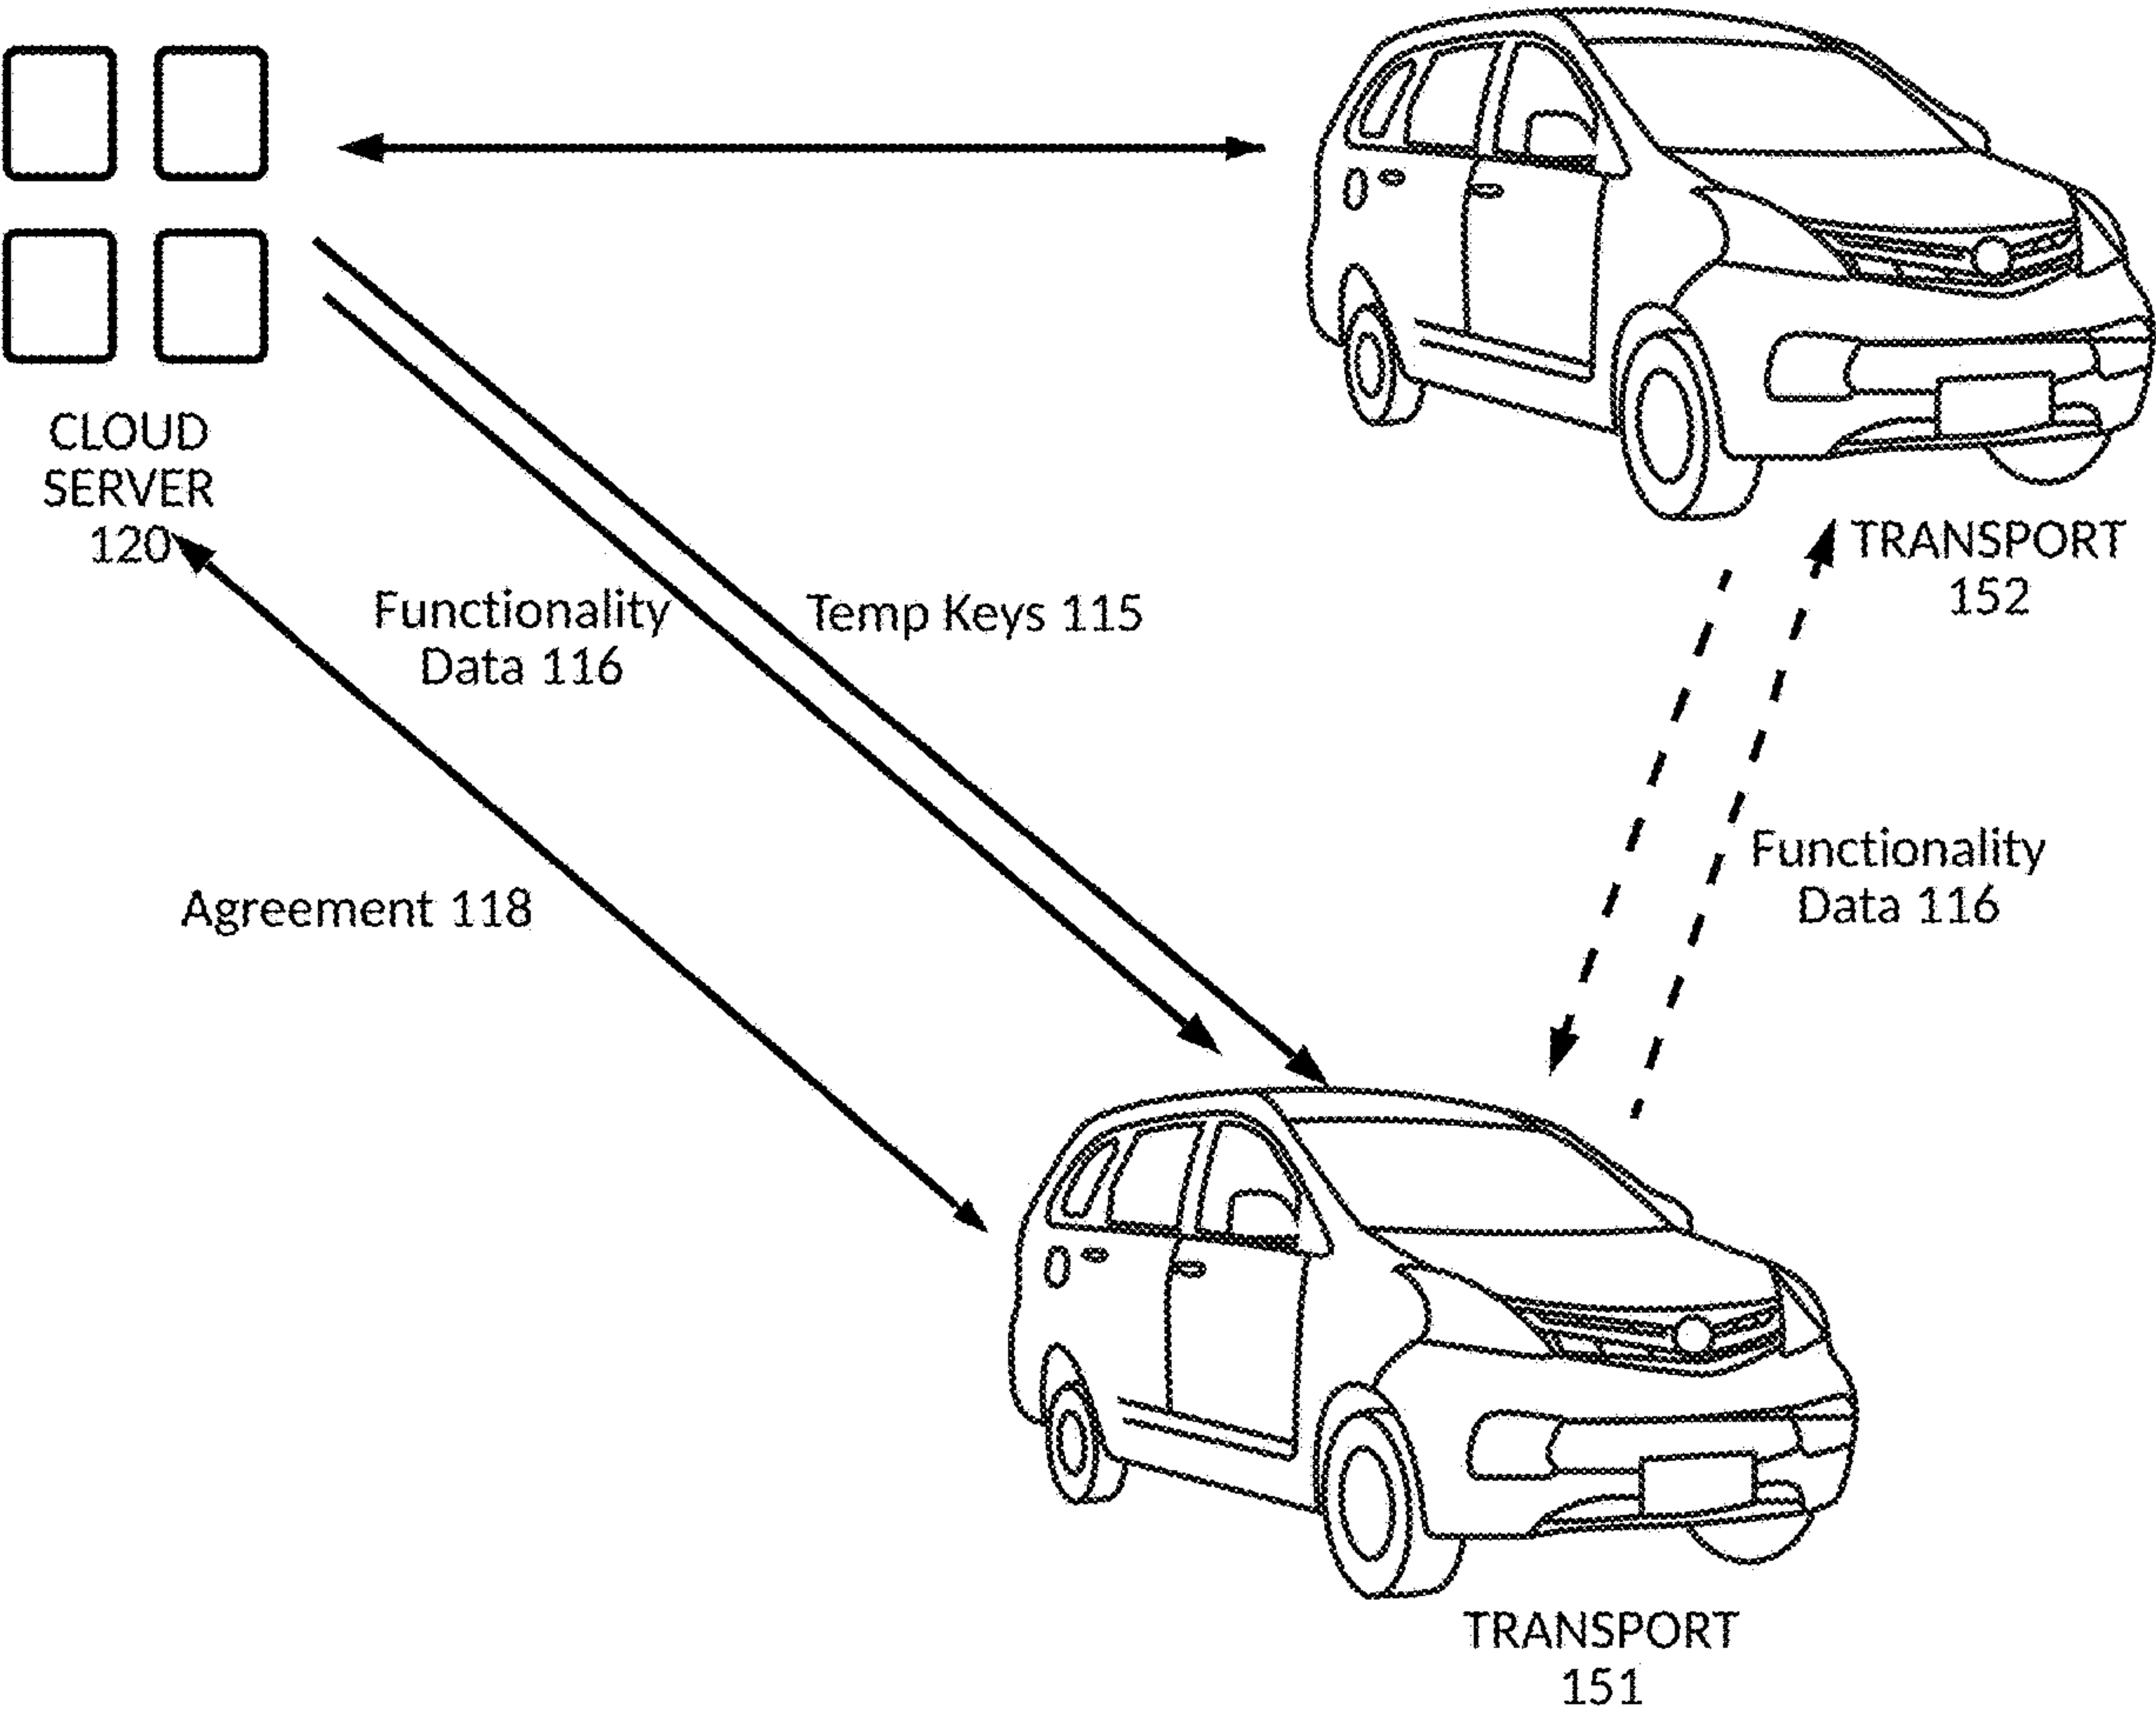 CLOUD
SERVER
120
TRANSPORT
152
Functionality
Data 116
Temp Keys 115
Functionality
Data 116
Agreement 118
TRANSPORT
151